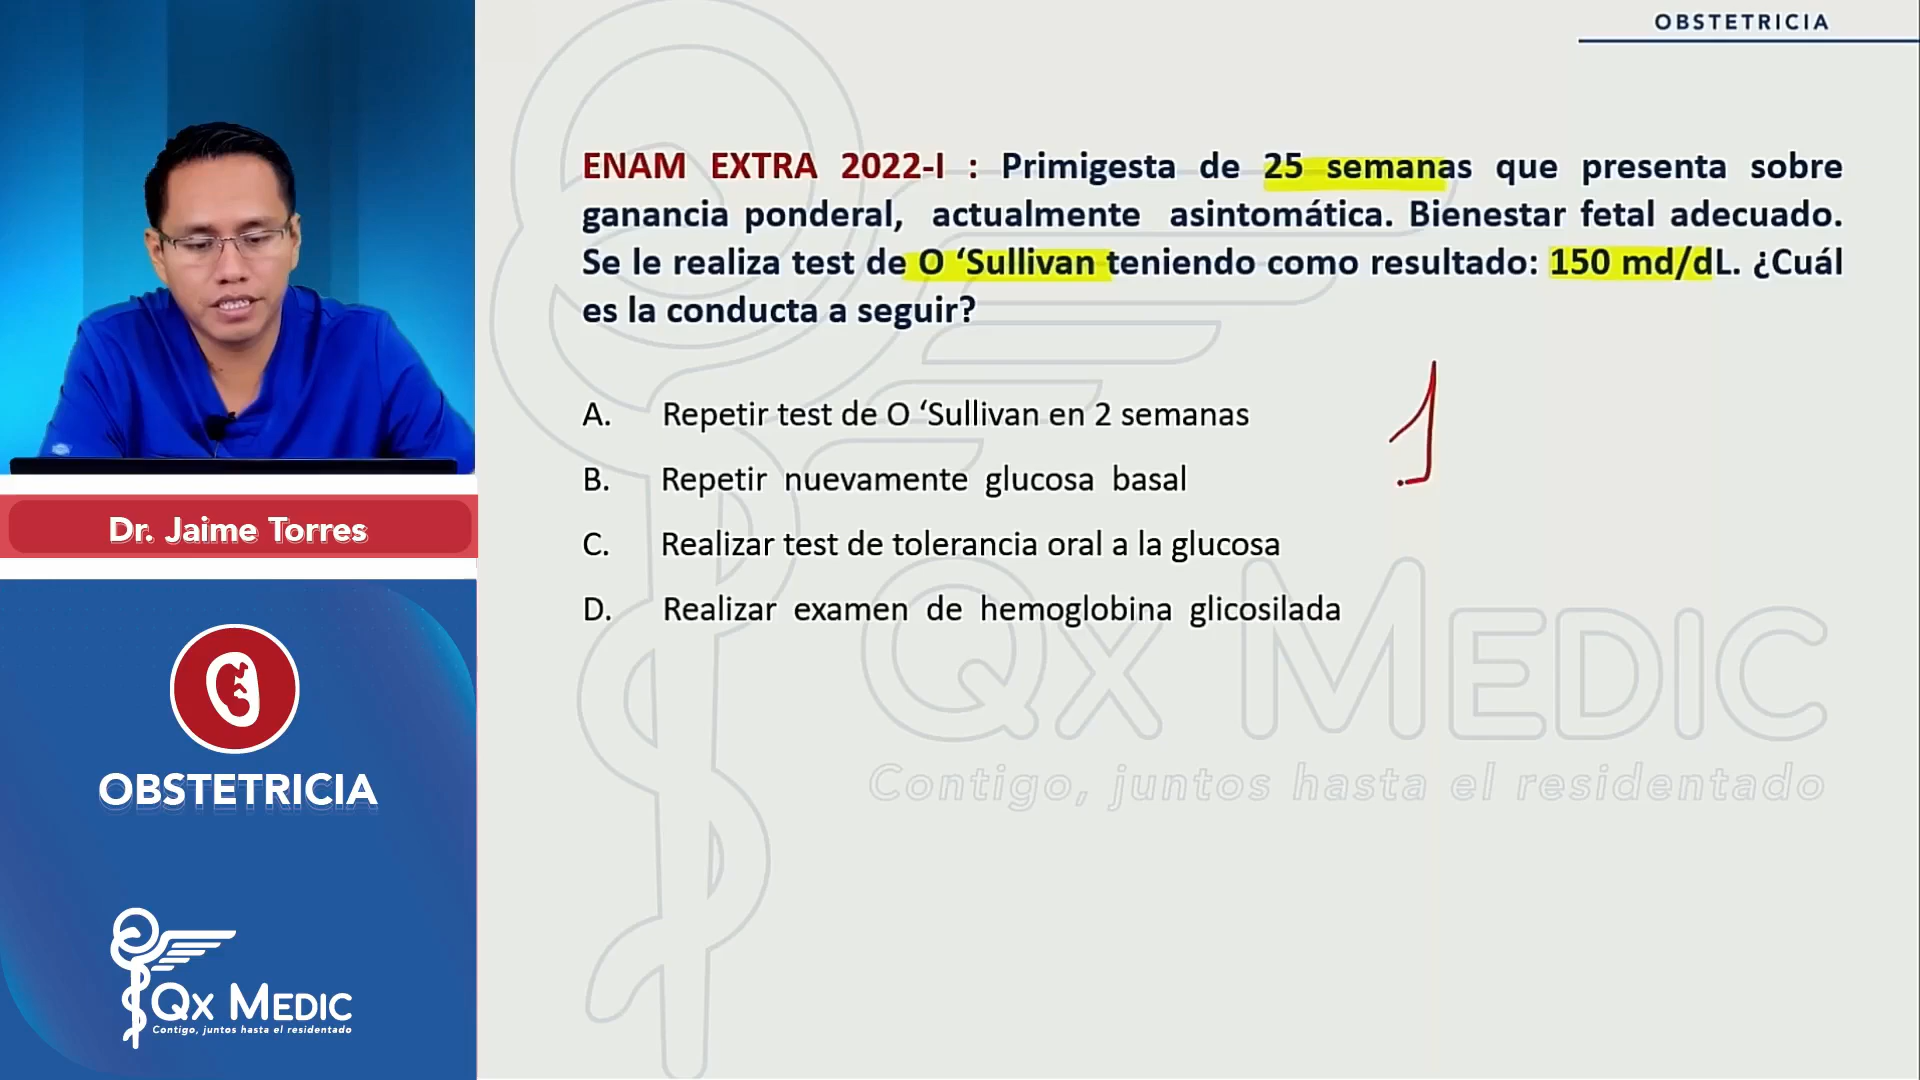 OBSTETRICIA
ENAM EXTRA 2022-I : Primigesta de 25 semanas que presenta sobre
ganancia ponderal, actualmente asintomática. Bienestar fetal adecuado.
Se le realiza test de O ‘Sullivan teniendo como resultado: 150 md/dL. ¿Cuál
es la conducta a seguir?
A. Repetir test de O ‘Sullivan en 2 semanas
B. Repetir nuevamente glucosa basal
C. Realizar test de tolerancia oral a la glucosa
D. Realizar examen de hemoglobina glicosilada
1
Dr. Jaime Torres
OBSTETRICIA
QX MEDIC
Contigo, juntos hasta el residentado
QX MEDIC
Contigo, juntos hasta el residentado